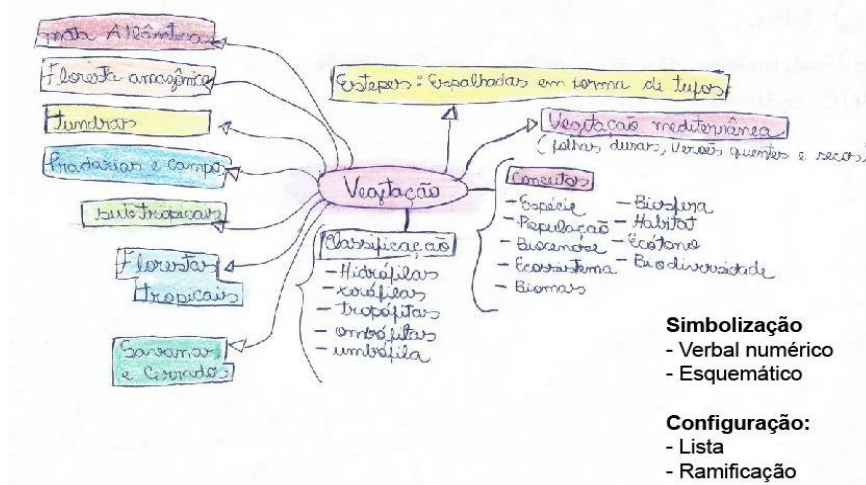 mata Atlântica
Floresta amazônica
Tundras
Pradarias e campo
subtropicais
Florestas
tropicais
Savanas
e Cerrados
Estepes: Espalhadas em forma de tufos
Vegetação mediterrânea
(folhas duras, Verões quentes e secos)
Vegetação
Classificação
- Hidrófilas
- xerófilas
- tropófitas
- ombrófitas
- umbrófila
Conceitos
- Espécie
- População
- Biocenose
- Ecossistema
- Biomas
- Biosfera
- Habitat
- Ecótono
- Biodiversidade
Simbolização
- Verbal numérico
- Esquemático
Configuração:
- Lista
- Ramificação